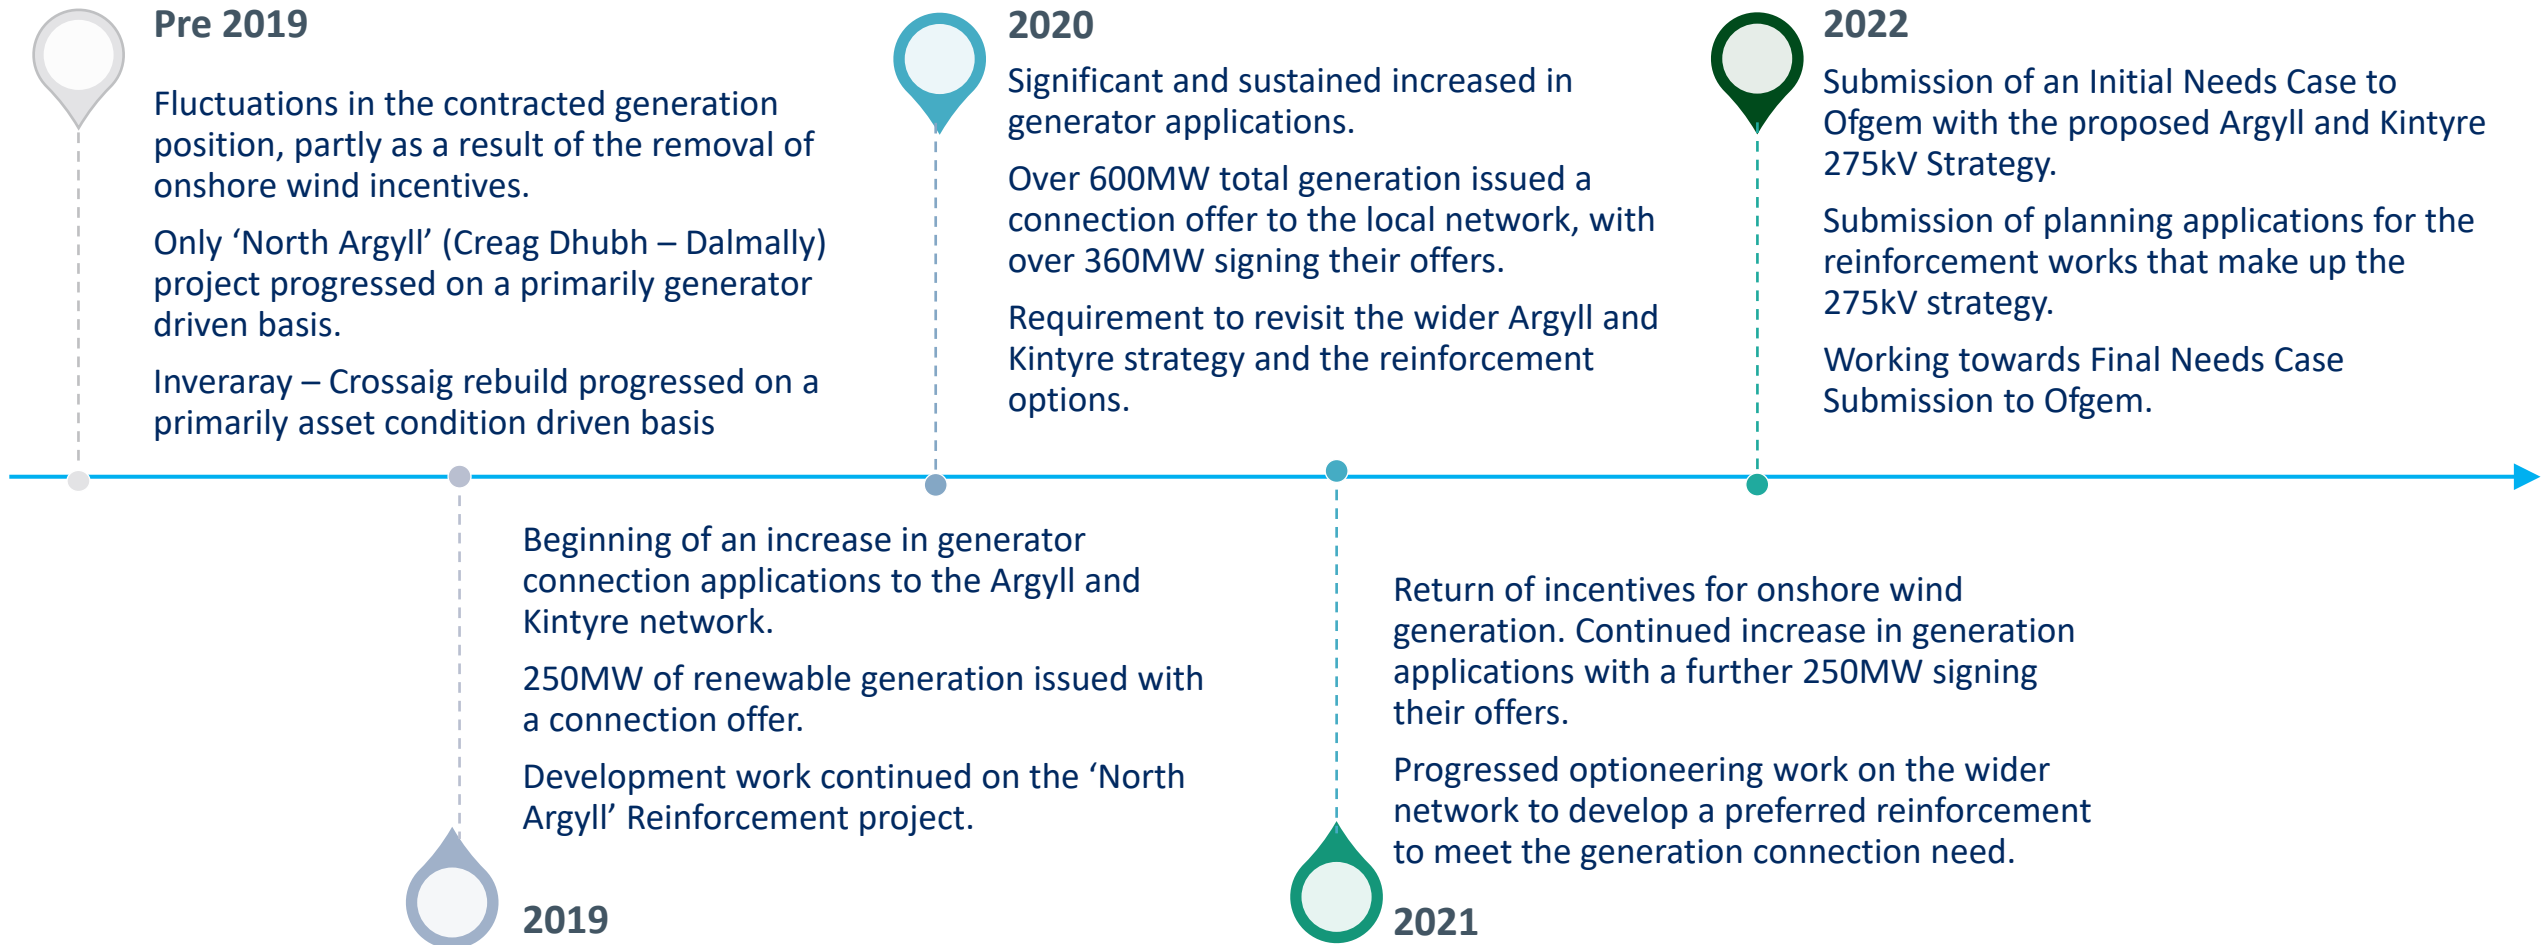 Pre 2019
Fluctuations in the contracted generation
position, partly as a result of the removal of
onshore wind incentives.
Only ‘North Argyll’ (Creag Dhubh – Dalmally)
project progressed on a primarily generator
driven basis.
Inveraray – Crossaig rebuild progressed on a
primarily asset condition driven basis
Beginning of an increase in generator
connection applications to the Argyll and
Kintyre network.
250MW of renewable generation issued with
a connection offer.
Development work continued on the ‘North
Argyll’ Reinforcement project.
2019
2020
Significant and sustained increased in
generator applications.
Over 600MW total generation issued a
connection offer to the local network, with
over 360MW signing their offers.
Requirement to revisit the wider Argyll and
Kintyre strategy and the reinforcement
options.
Return of incentives for onshore wind
generation. Continued increase in generation
applications with a further 250MW signing
their offers.
Progressed optioneering work on the wider
network to develop a preferred reinforcement
to meet the generation connection need.
2021
2022
Submission of an Initial Needs Case to
Ofgem with the proposed Argyll and Kintyre
275kV Strategy.
Submission of planning applications for the
reinforcement works that make up the
275kV strategy.
Working towards Final Needs Case
Submission to Ofgem.